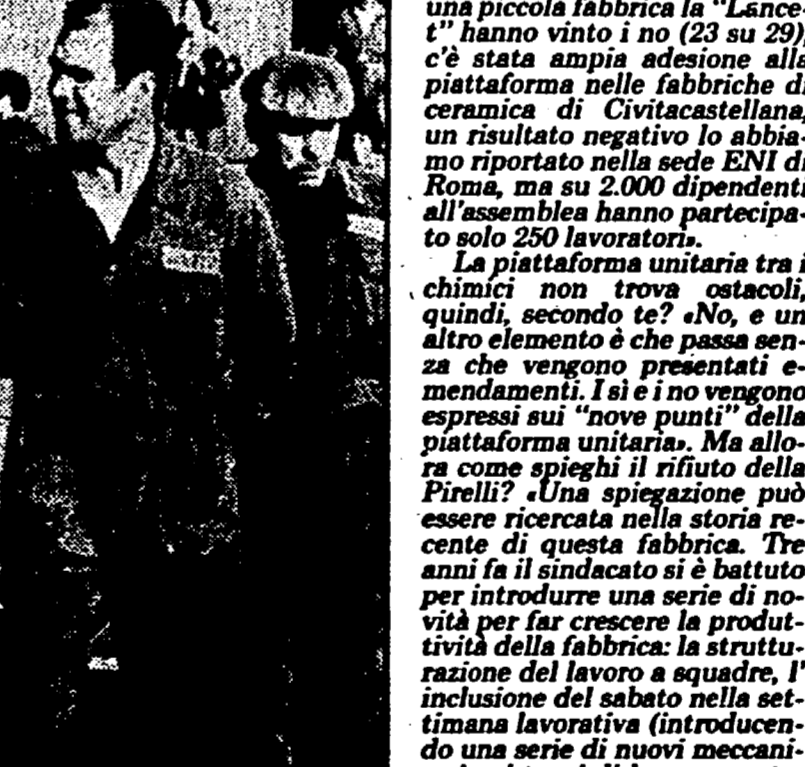 una piccola fabbrica la "Lance-
t" hanno vinto i no (23 su 29)
c'è stata ampia adesione alla
piattaforma nelle fabbriche di
ceramica di Civitacastellana,
un risultato negativo lo abbia-
mo riportato nella sede ENI di
Roma, ma su 2.000 dipendenti
all'assemblea hanno partecipa-
to solo 250 lavoratori».
La piattaforma unitaria tra i
chimici non trova ostacoli,
quindi, secondo te? «No, e un
altro elemento è che passa sen-
za che vengono presentati e-
mendamenti. I sì e i no vengono
espressi sui "nove punti" della
piattaforma unitaria». Ma allo-
ra come spieghi il rifiuto della
Pirelli? «Una spiegazione può
essere ricercata nella storia re-
cente di questa fabbrica. Tre
anni fa il sindacato si è battuto
per introdurre una serie di no-
vità per far crescere la produt-
tività della fabbrica: la struttu-
razione del lavoro a squadre, l'
inclusione del sabato nella set-
timana lavorativa (introducen-
do una serie di nuovi meccani-